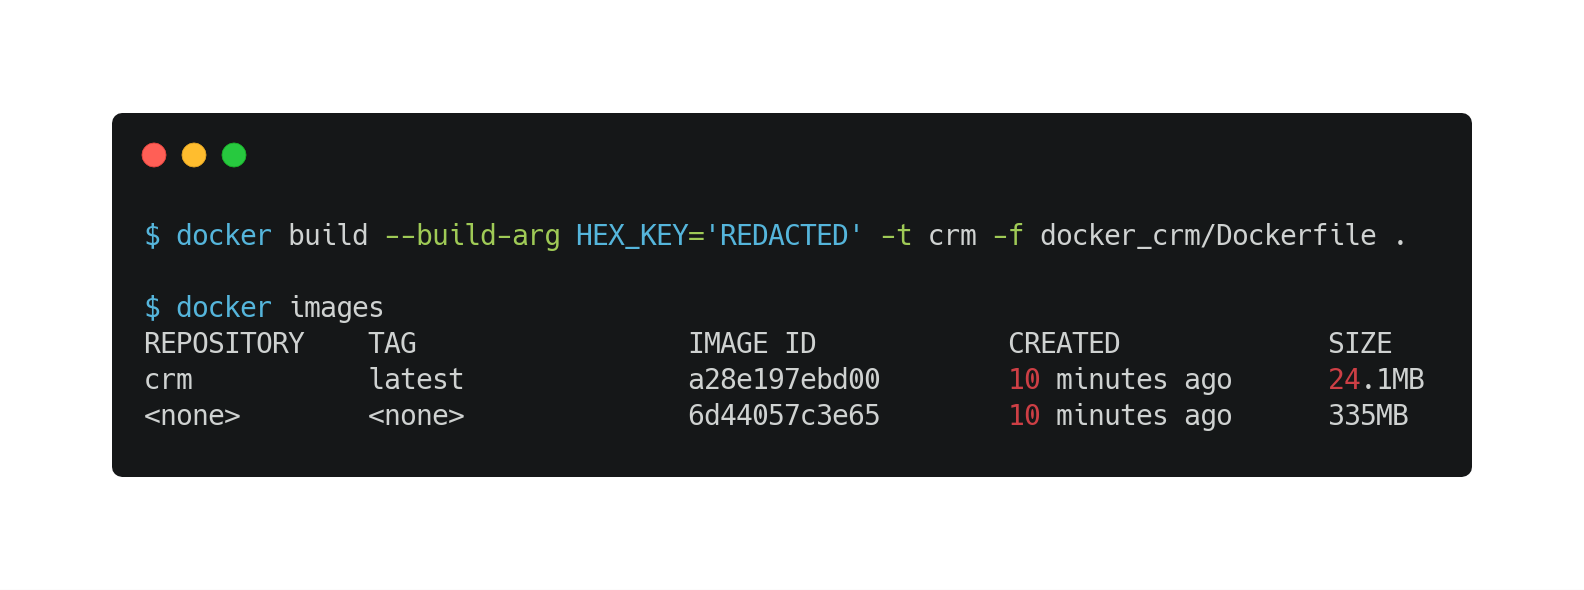 $ docker build --build-arg HEX_KEY='REDACTED' -t crm -f docker_crm/Dockerfile .
$ docker images
REPOSITORY    TAG                 IMAGE ID            CREATED             SIZE
crm           latest              a28e197ebd00        10 minutes ago      24.1MB
<none>        <none>              6d44057c3e65        10 minutes ago      335MB